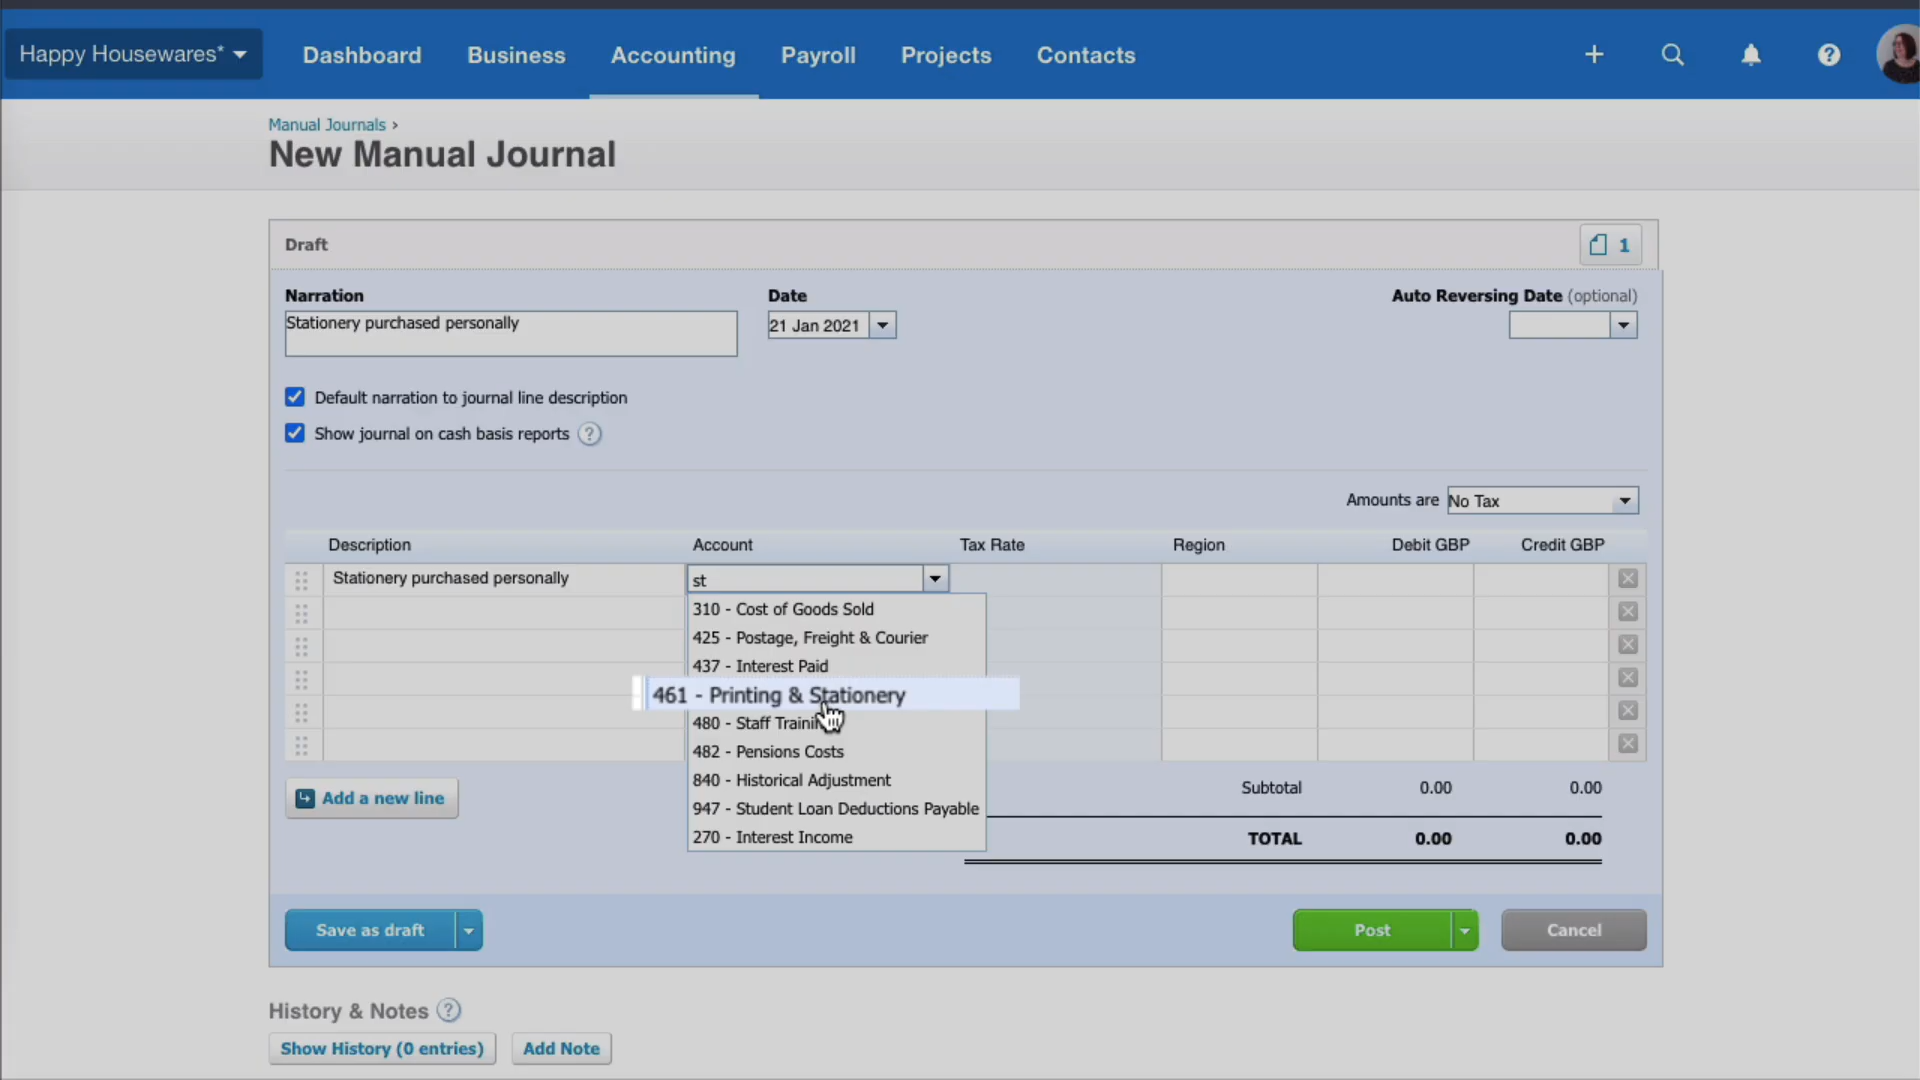 Happy Housewares*
Dashboard
Business
Accounting
Payroll
Projects
Contacts
Manual Journals ›
New Manual Journal
Draft
1
Narration
Date
Auto Reversing Date (optional)
Stationery purchased personally
21 Jan 2021
Default narration to journal line description
Show journal on cash basis reports ?
Amounts are No Tax
Description Account Tax Rate Region Debit GBP Credit GBP
Stationery purchased personally st
310 - Cost of Goods Sold
425 - Postage, Freight & Courier
437 - Interest Paid
461 - Printing & Stationery
480 - Staff Training
482 - Pensions Costs
840 - Historical Adjustment
947 - Student Loan Deductions Payable
270 - Interest Income
Add a new line
Subtotal 0.00 0.00
TOTAL 0.00 0.00
Save as draft
Post
Cancel
History & Notes ?
Show History (0 entries)
Add Note